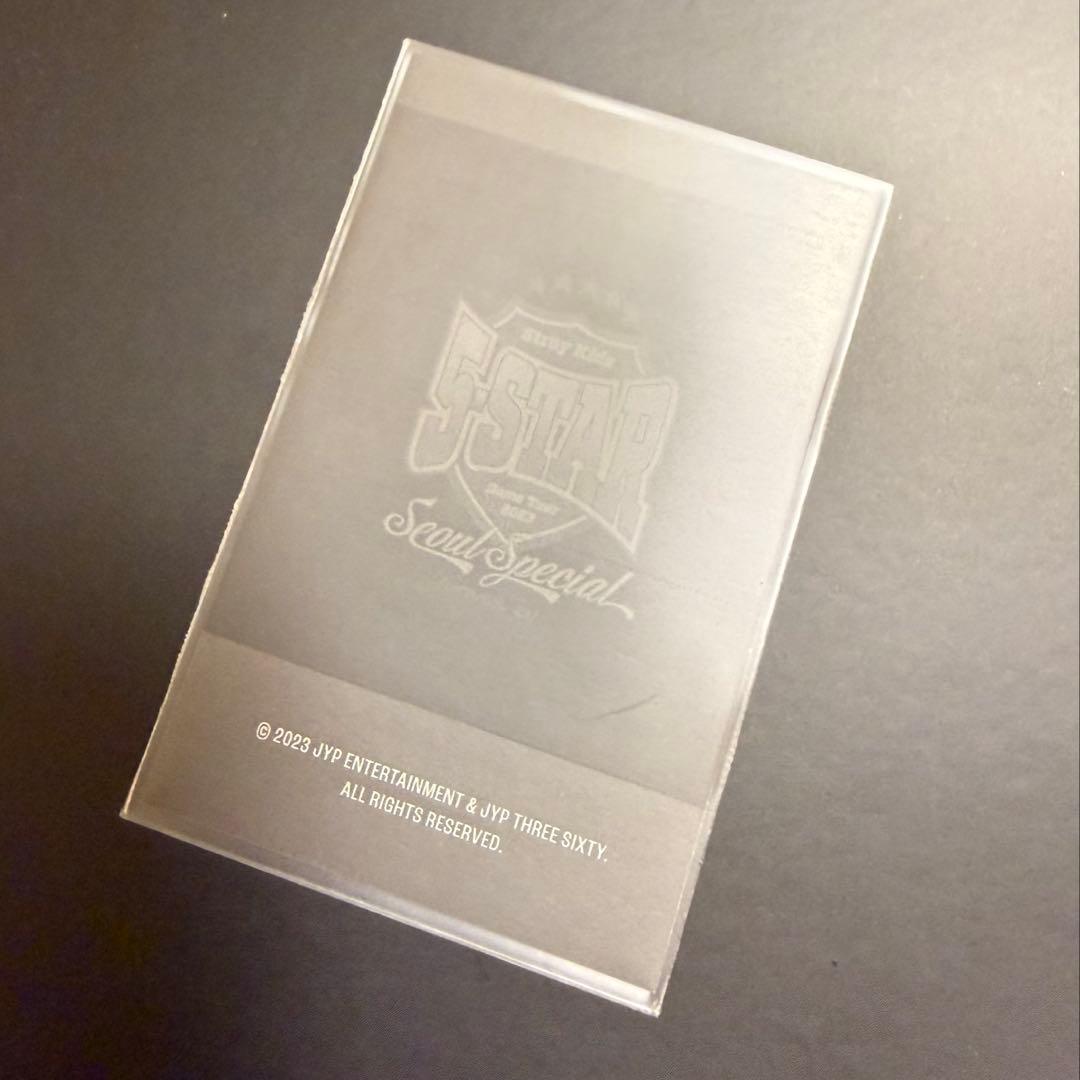 Stray Kids
5-STAR
Dome Tour
2023
Seoul Special
© 2023 JYP ENTERTAINMENT & JYP THREE SIXTY.
ALL RIGHTS RESERVED.